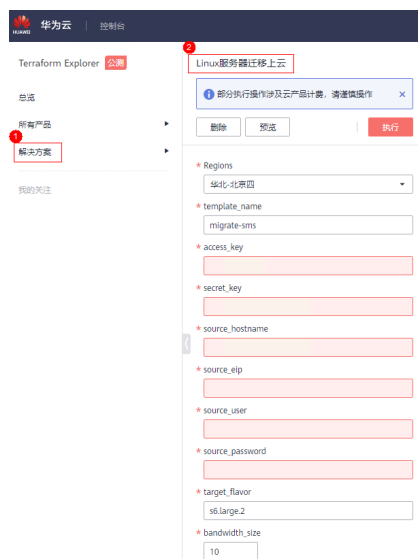 HUAWEI
华为云
控制台
Terraform Explorer 公测
总览
所有产品
1
解决方案
我的关注
2
Linux服务器迁移上云
部分执行操作涉及云产品计费，请谨慎操作
×
删除
预览
执行
* Regions
华北-北京四
* template_name
migrate-sms
* access_key
* secret_key
* source_hostname
* source_eip
* source_user
* source_password
* target_flavor
s6.large.2
* bandwidth_size
10